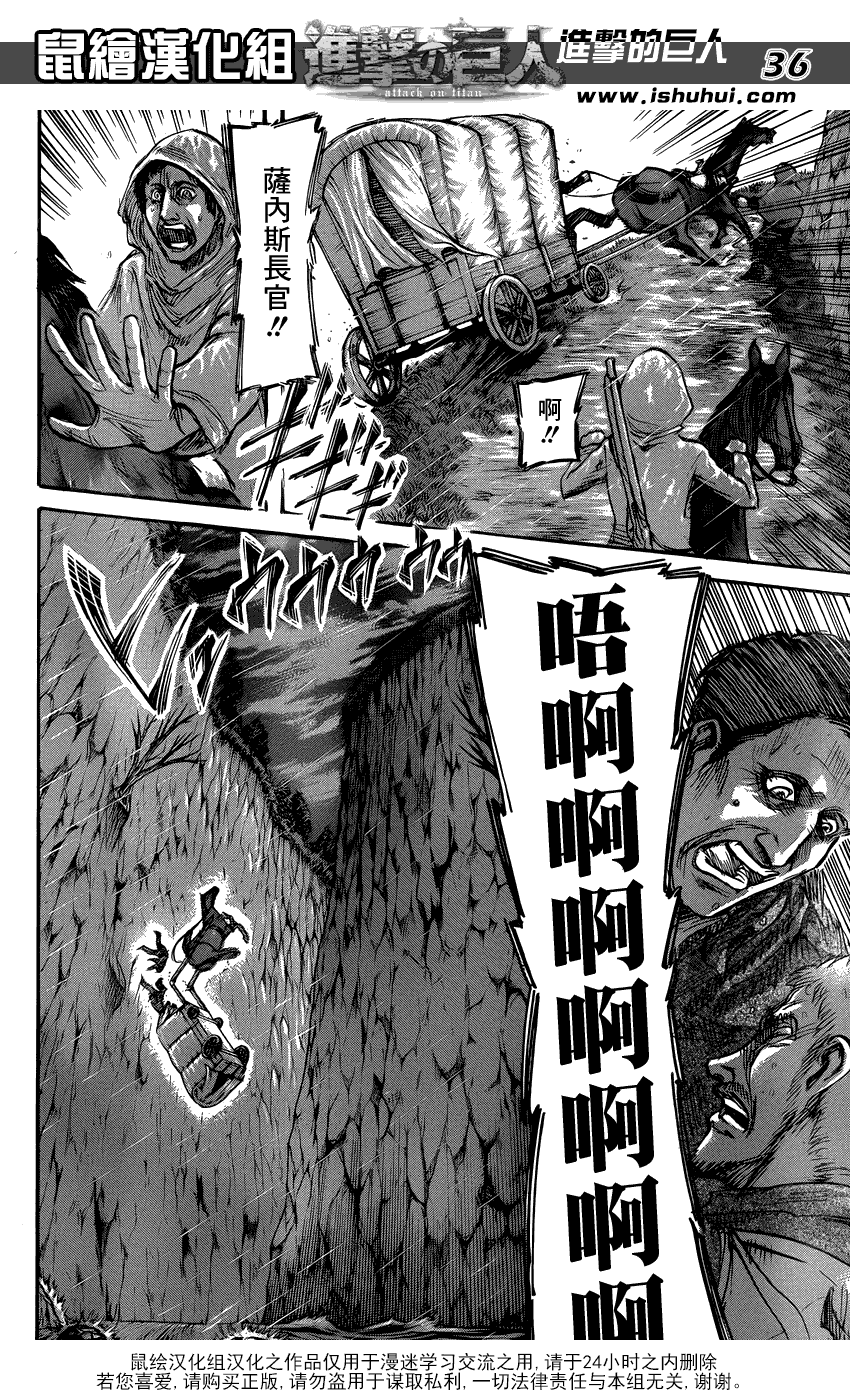 鼠繪漢化組
進撃の巨人
attack on titan
進擊的巨人
www.ishuhui.com
36
啊!!
薩內斯長官!!
ギギッギギギ
唔啊啊啊啊啊啊啊
鼠绘汉化组汉化之作品仅用于漫迷学习交流之用, 请于24小时之内删除
若您喜爱, 请购买正版, 请勿盗用于谋取私利, 一切法律责任与本组无关, 谢谢。